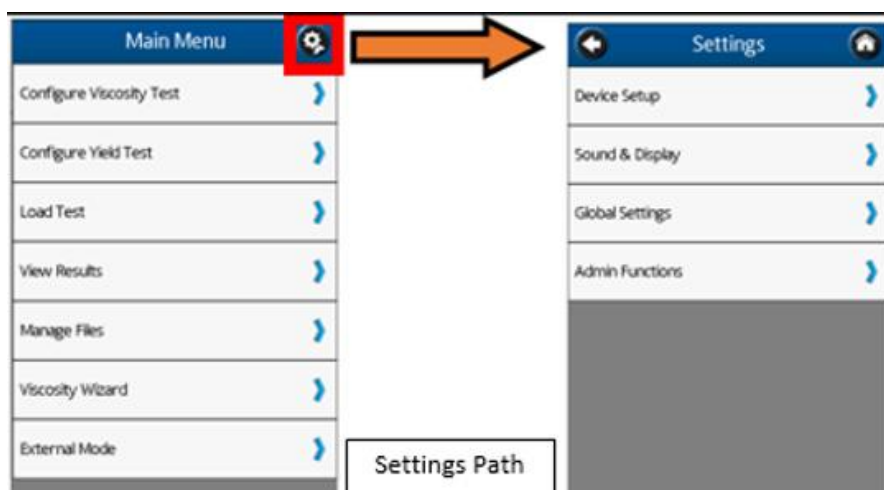 Main Menu
Configure Viscosity Test
Configure Yield Test
Load Test
View Results
Manage Files
Viscosity Wizard
External Mode
Settings Path
Settings
Device Setup
Sound & Display
Global Settings
Admin Functions